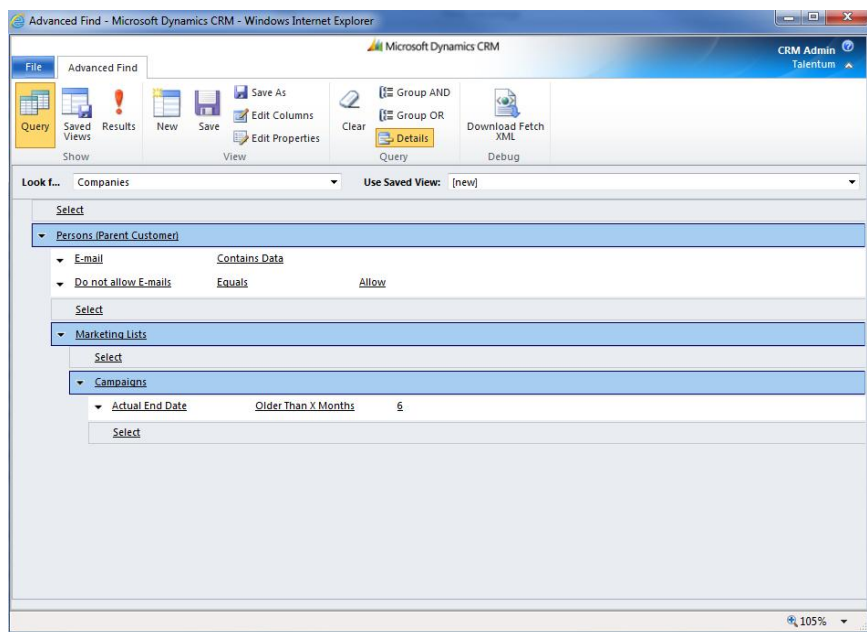 Advanced Find - Microsoft Dynamics CRM - Windows Internet Explorer
Microsoft Dynamics CRM
CRM Admin
Talentum
File Advanced Find
Query
Saved Views
Results
Show
New
Save
Save As
Edit Columns
Edit Properties
View
Clear
Group AND
Group OR
Details
Query
Download Fetch XML
Debug
Look f... Companies Use Saved View: [new]
Select
Persons (Parent Customer)
E-mail Contains Data
Do not allow E-mails Equals Allow
Select
Marketing Lists
Select
Campaigns
Actual End Date Older Than X Months 6
Select
105%